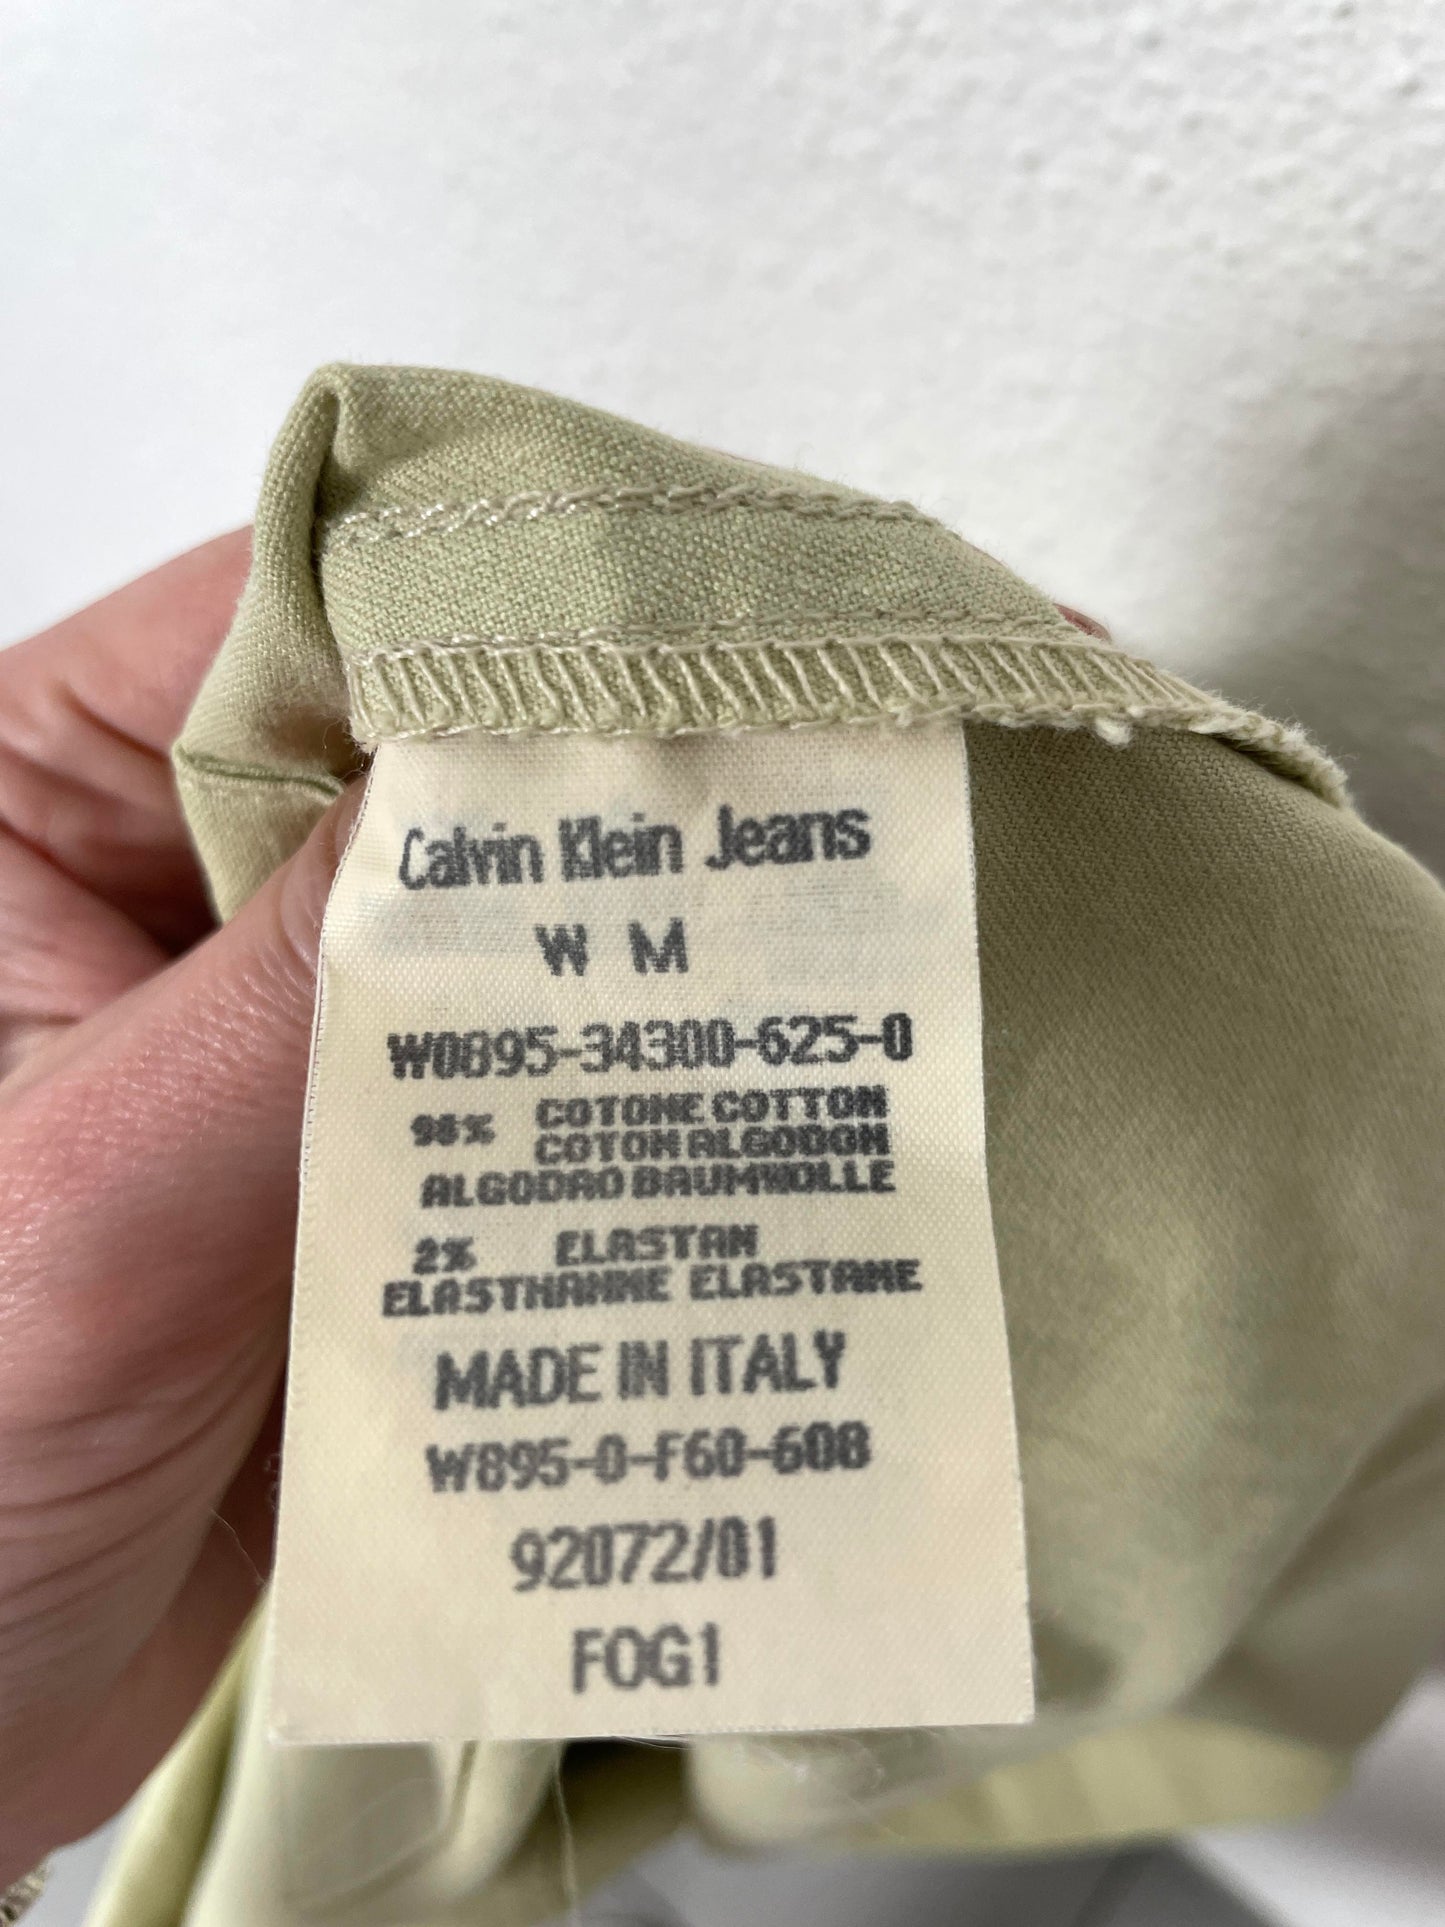 Calvin Klein Jeans
W M
W0895-34300-625-0
98% COTONE COTTON
COTON ALGODON
ALGODAO BAUMWOLLE
2% ELASTAN
ELASTHANNE ELASTANE
MADE IN ITALY
W895-0-F60-608
92072/01
FOG1